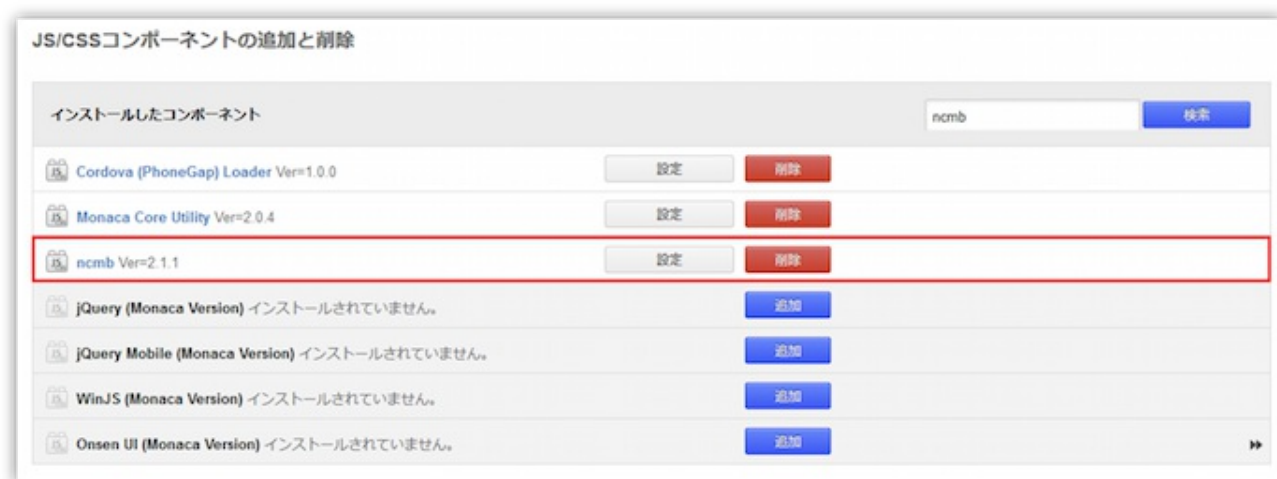 JS/CSSコンポーネントの追加と削除
インストールしたコンポーネント ncmb 検索
JS Cordova (PhoneGap) Loader Ver=1.0.0 設定 削除
JS Monaca Core Utility Ver=2.0.4 設定 削除
JS ncmb Ver=2.1.1 設定 削除
JS jQuery (Monaca Version) インストールされていません。 追加
JS jQuery Mobile (Monaca Version) インストールされていません。 追加
JS WinJS (Monaca Version) インストールされていません。 追加
JS Onsen UI (Monaca Version) インストールされていません。 追加